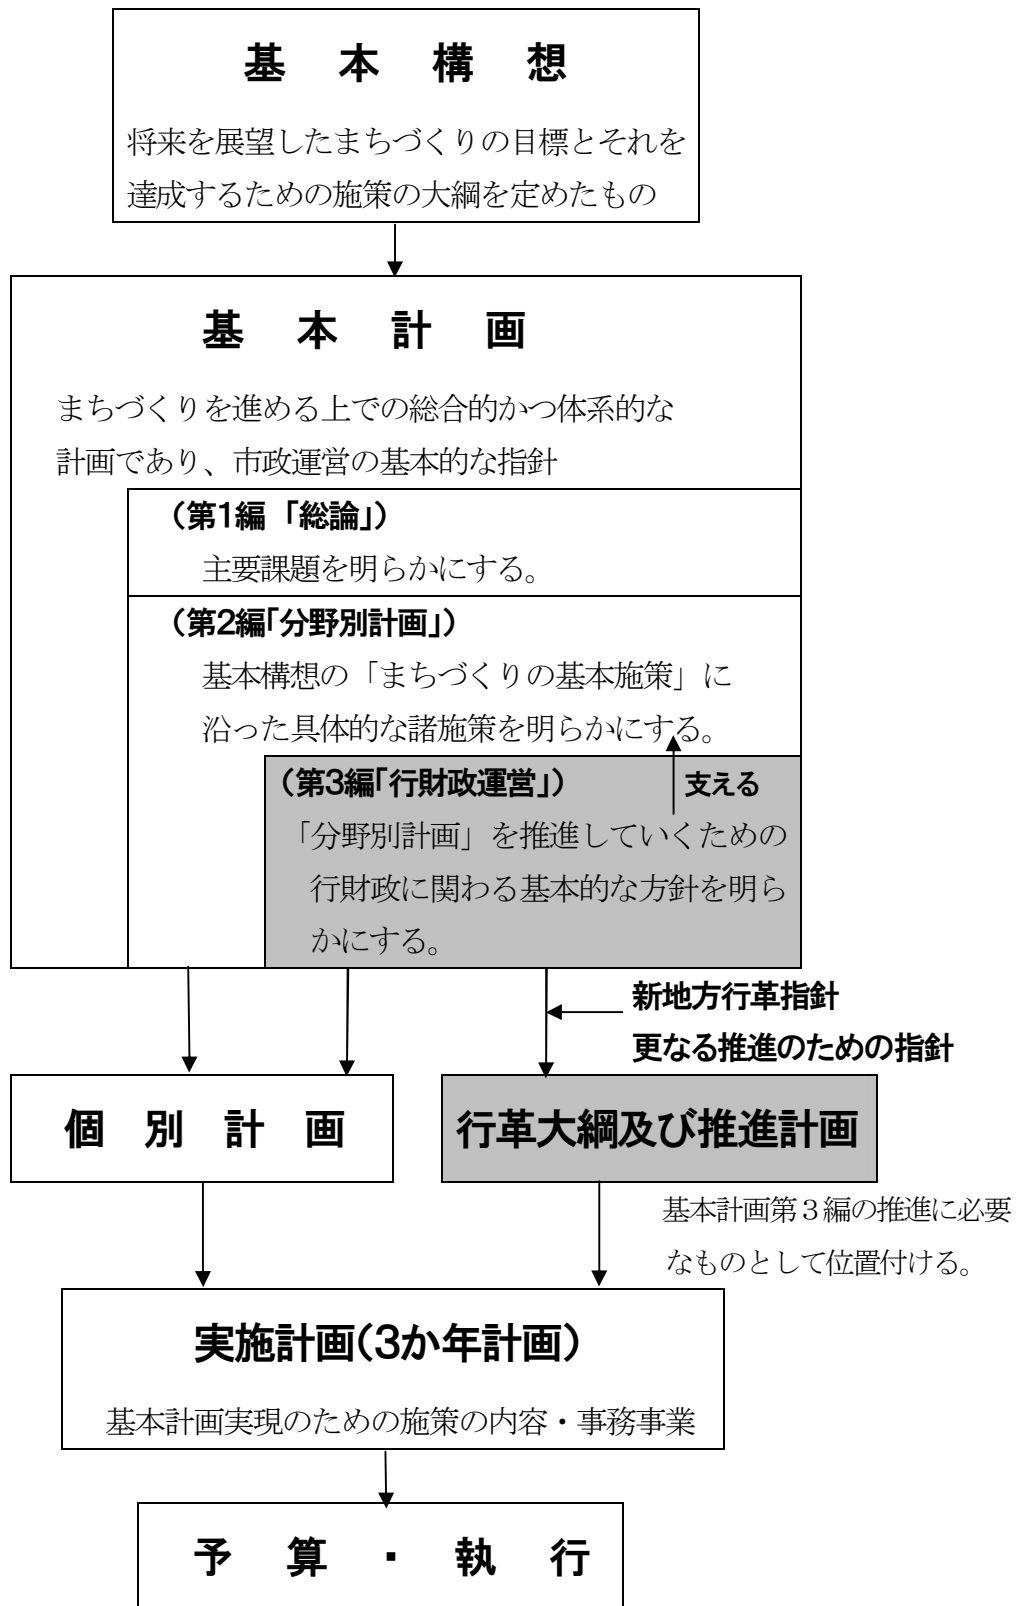 基本構想
将来を展望したまちづくりの目標とそれを
達成するための施策の大綱を定めたもの
基本計画
まちづくりを進める上での総合的かつ体系的な
計画であり、市政運営の基本的な指針
（第1編「総論」）
主要課題を明らかにする。
（第2編「分野別計画」）
基本構想の「まちづくりの基本施策」に
沿った具体的な諸施策を明らかにする。
（第3編「行財政運営」） 支える
「分野別計画」を推進していくための
行財政に関わる基本的な方針を明ら
かにする。
新地方行革指針
更なる推進のための指針
個別計画
行革大綱及び推進計画
基本計画第３編の推進に必要
なものとして位置付ける。
実施計画（3か年計画）
基本計画実現のための施策の内容・事務事業
予算・執行